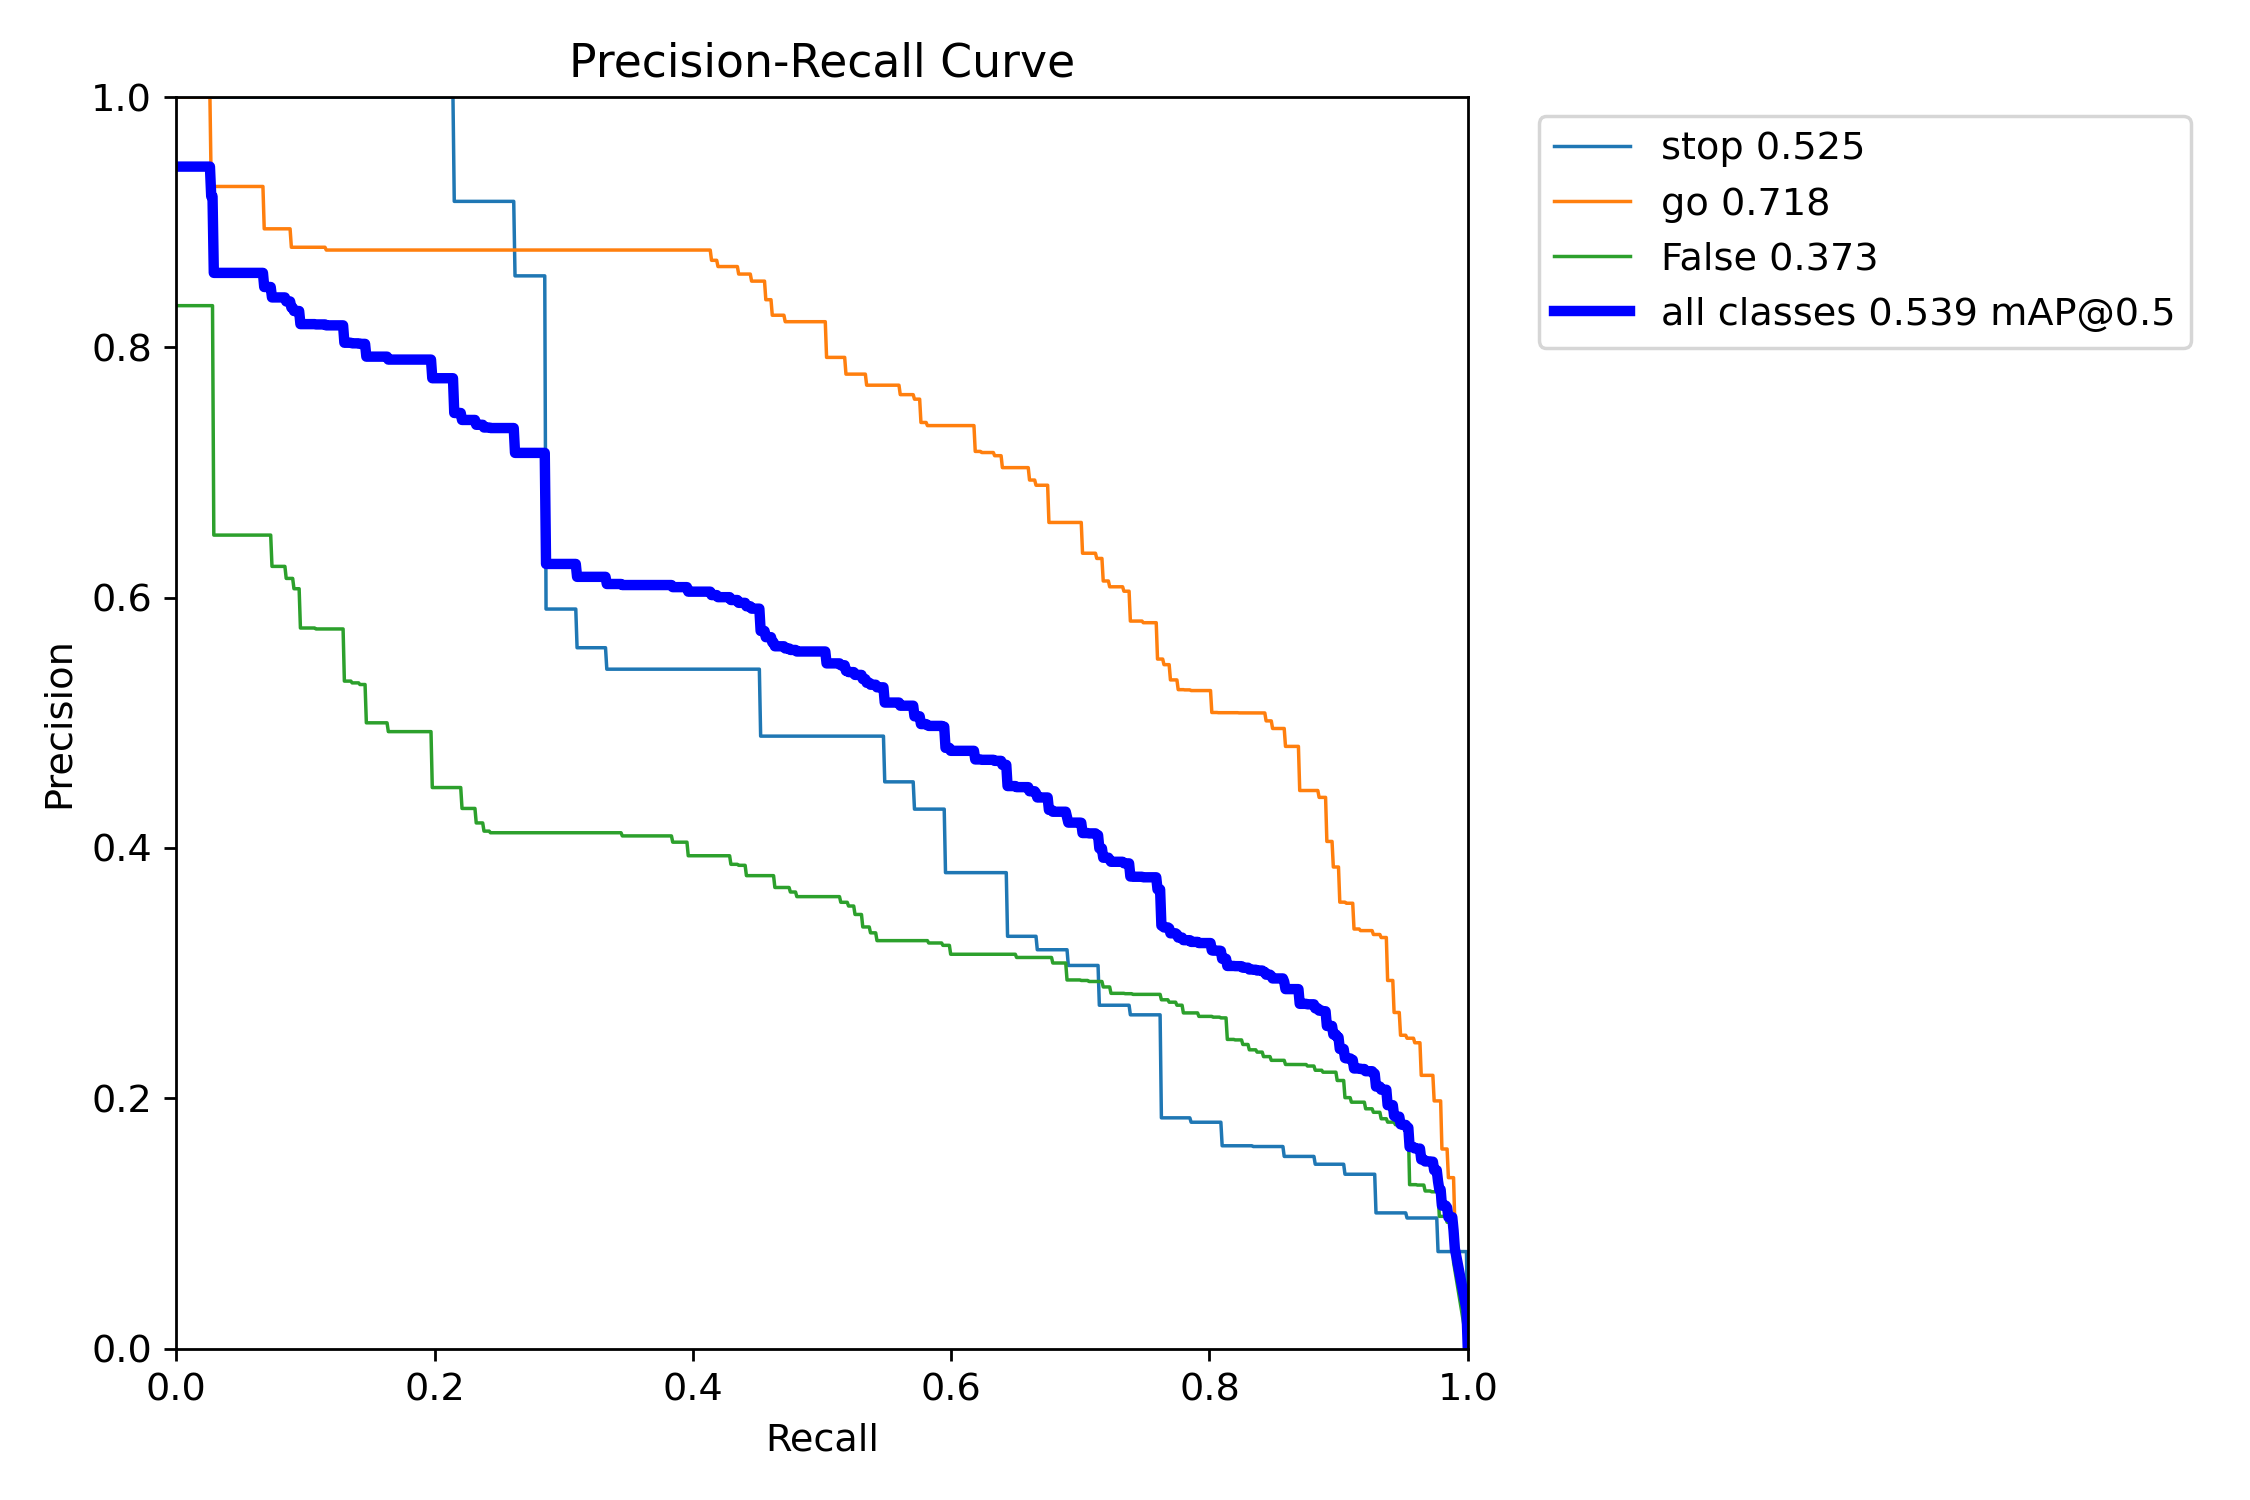 Precision-Recall Curve
stop 0.525
go 0.718
False 0.373
all classes 0.539 mAP@0.5
1.0
0.8
0.6
0.4
0.2
0.0
Precision
0.0 0.2 0.4 0.6 0.8 1.0
Recall